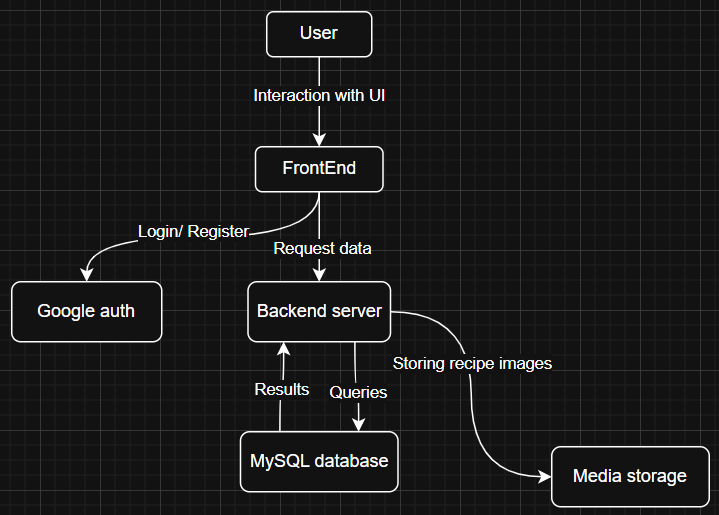 User
Interaction with UI
FrontEnd
Login/ Register
Request data
Google auth
Backend server
Storing recipe images
Results
Queries
MySQL database
Media storage